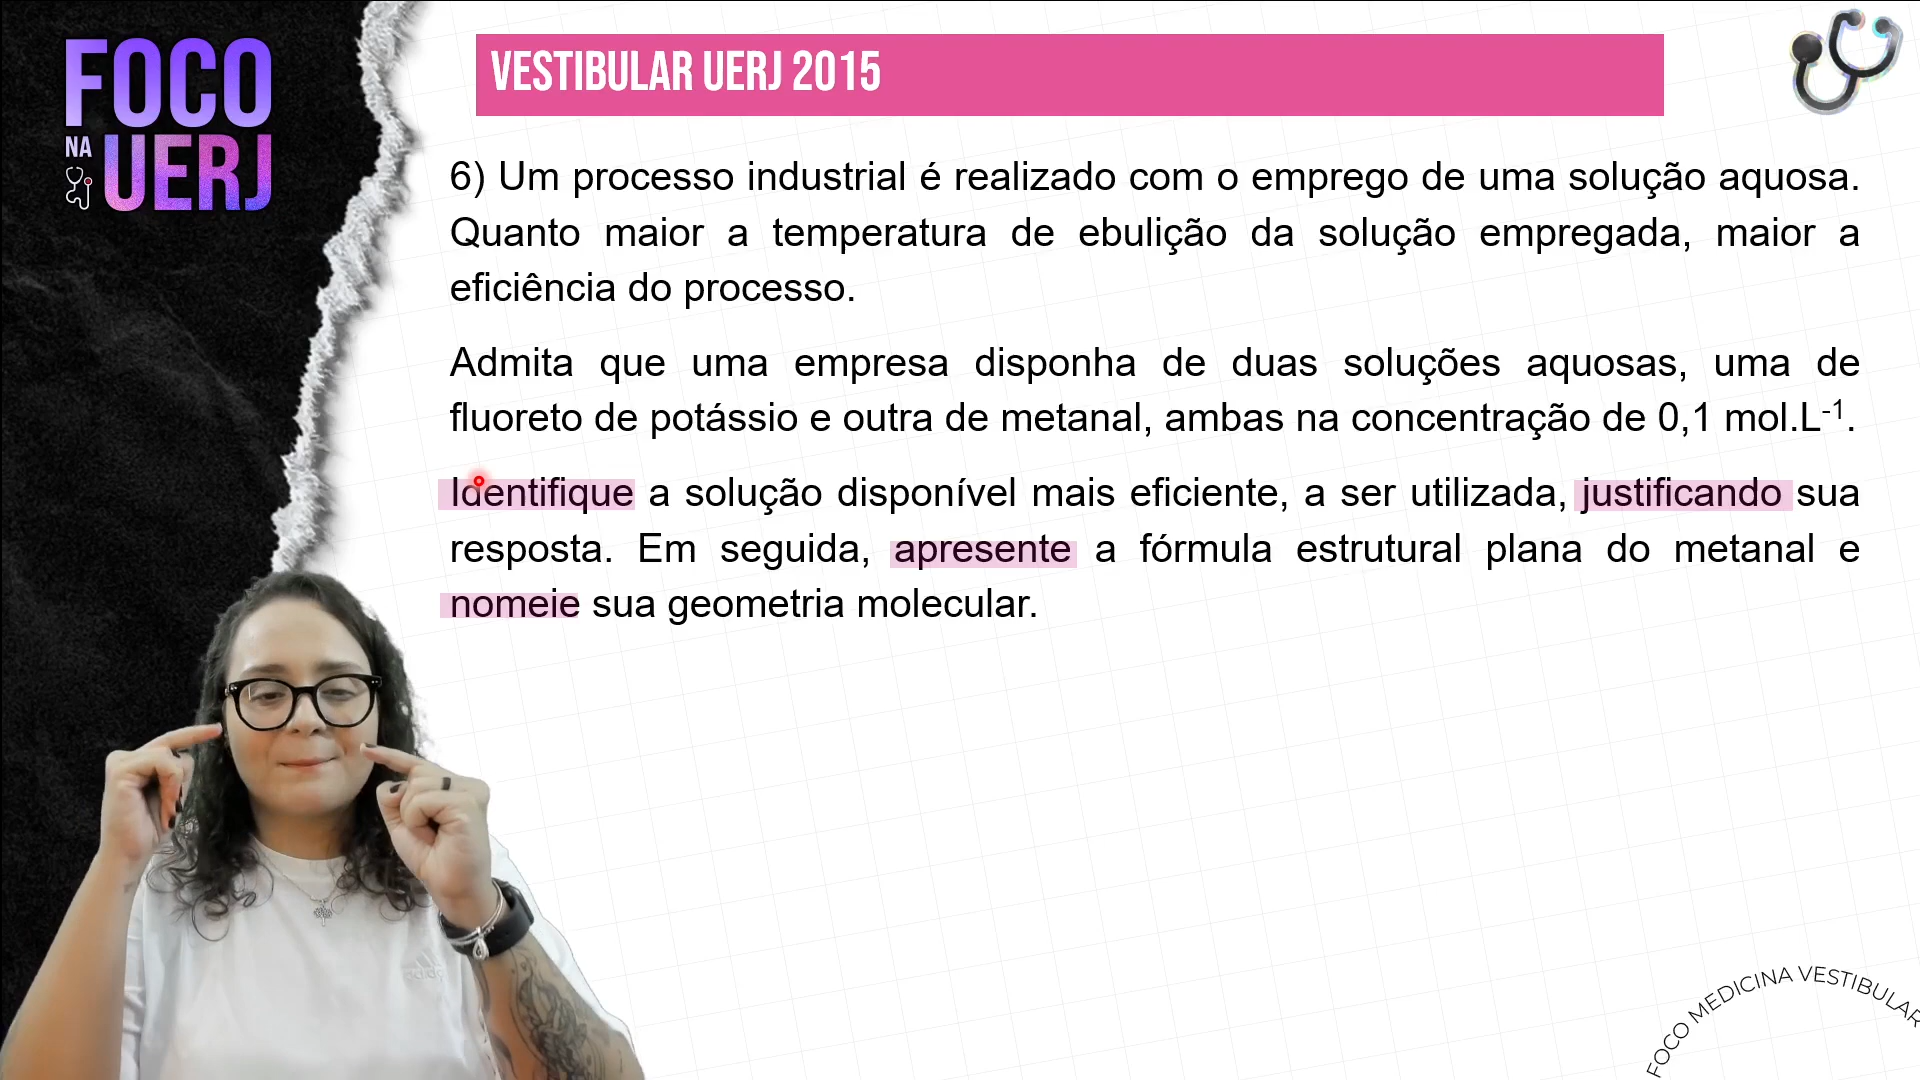 FOCO
NA
UERJ
VESTIBULAR UERJ 2015
6) Um processo industrial é realizado com o emprego de uma solução aquosa.
Quanto maior a temperatura de ebulição da solução empregada, maior a
eficiência do processo.
Admita que uma empresa disponha de duas soluções aquosas, uma de
fluoreto de potássio e outra de metanal, ambas na concentração de 0,1 mol.L⁻¹.
Identifique a solução disponível mais eficiente, a ser utilizada, justificando sua
resposta. Em seguida, apresente a fórmula estrutural plana do metanal e
nomeie sua geometria molecular.
adidas
FOCO MEDICINA VESTIBULAR